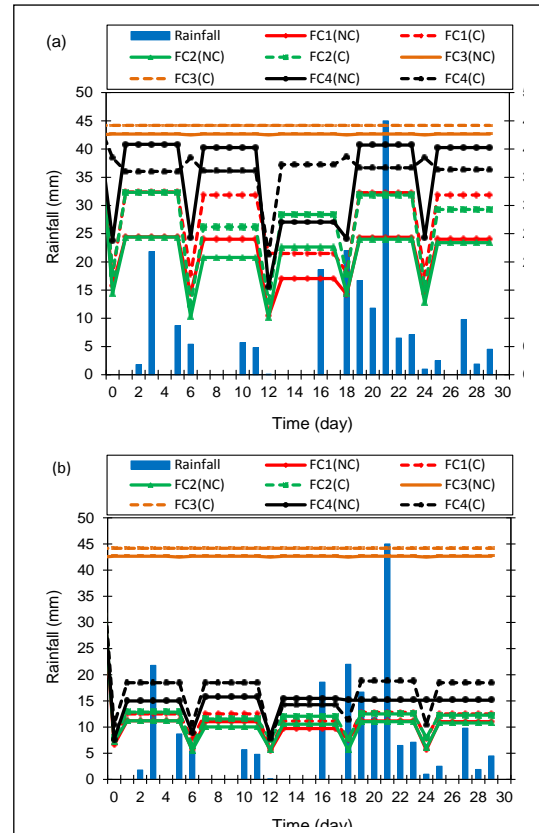 (a)
Rainfall FC1(NC) FC1(C)
FC2(NC) FC2(C) FC3(NC)
FC3(C) FC4(NC) FC4(C)
50
45
40
35
30
25
20
15
10
5
0
Rainfall (mm)
0 2 4 6 8 10 12 14 16 18 20 22 24 26 28 30
Time (day)
(b)
Rainfall FC1(NC) FC1(C)
FC2(NC) FC2(C) FC3(NC)
FC3(C) FC4(NC) FC4(C)
50
45
40
35
30
25
20
15
10
5
0
Rainfall (mm)
0 2 4 6 8 10 12 14 16 18 20 22 24 26 28 30
Time (day)